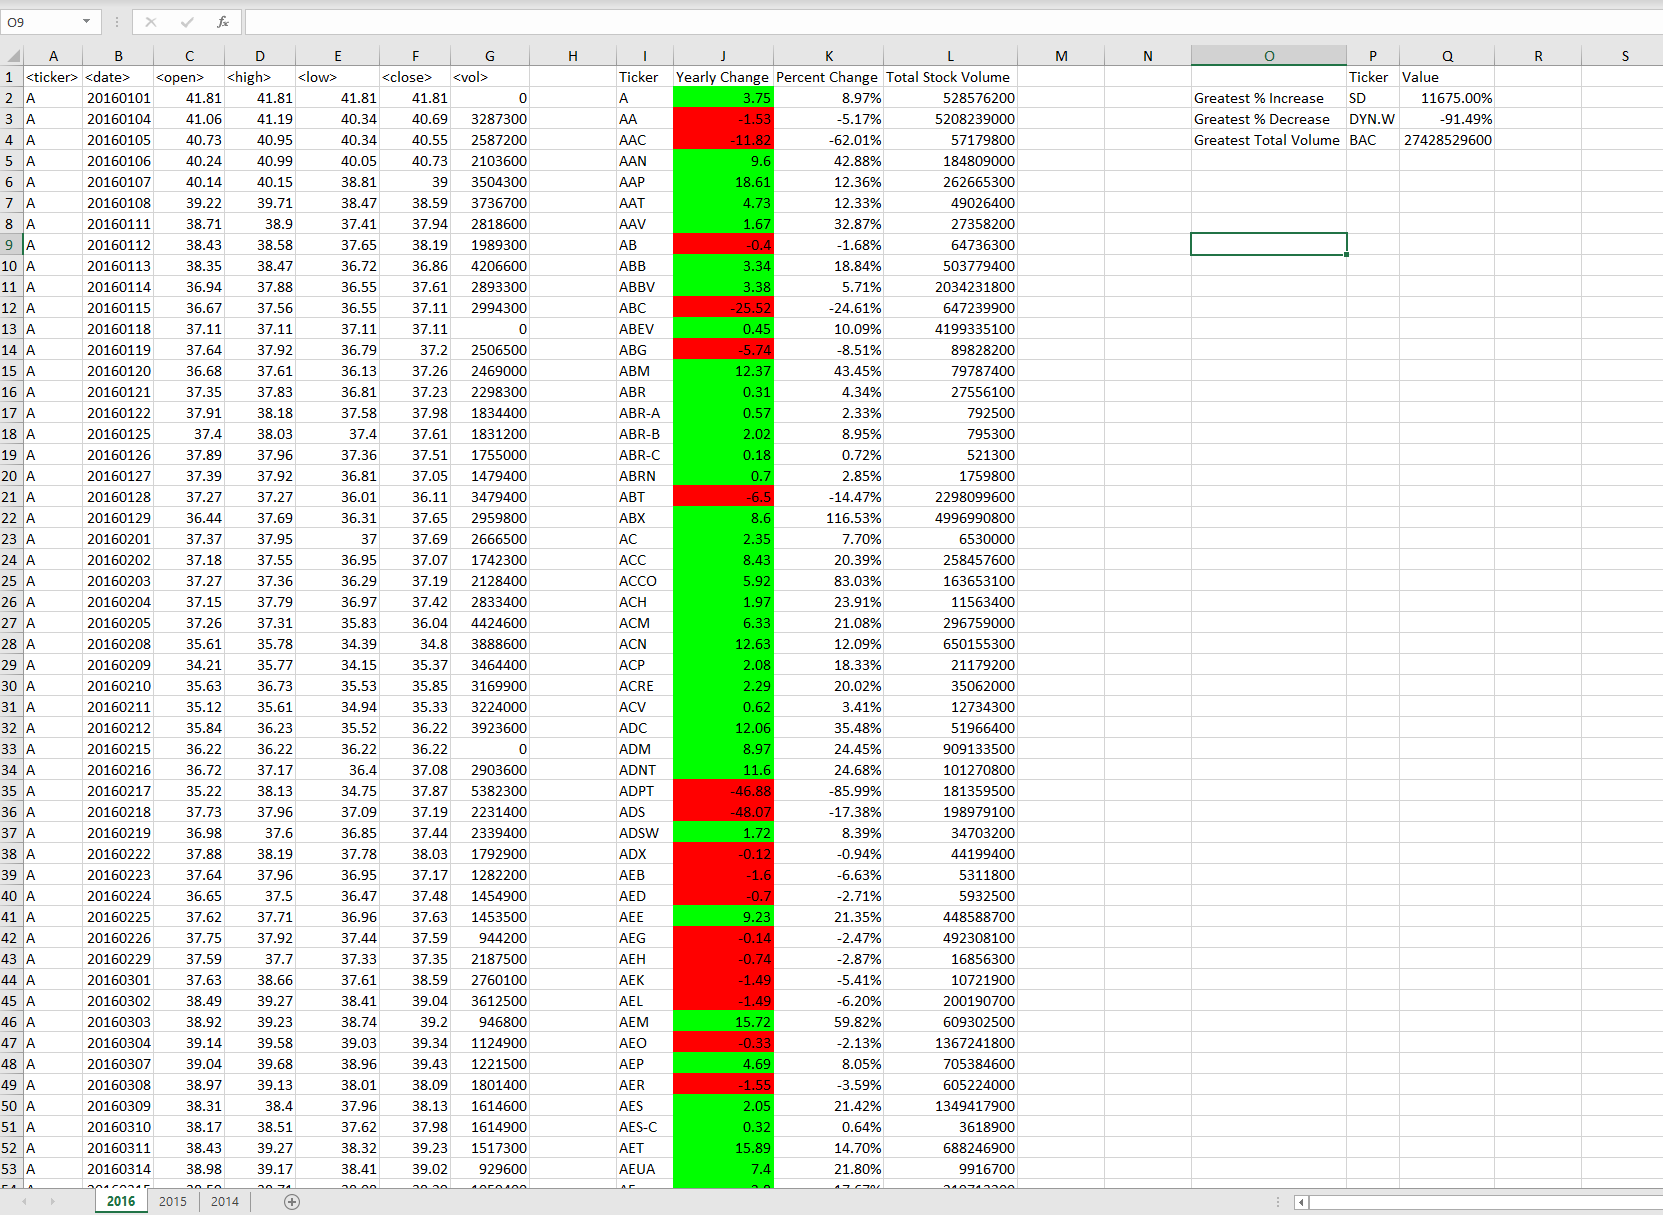 O9 fx
A B C D E F G H I J K L M N O P Q R S
1 <ticker> <date> <open> <high> <low> <close> <vol> Ticker Yearly Change Percent Change Total Stock Volume Ticker Value
2 A 20160101 41.81 41.81 41.81 41.81 0 A 3.75 8.97% 528576200 Greatest % Increase SD 11675.00%
3 A 20160104 41.06 41.19 40.34 40.69 3287300 AA -1.53 -5.17% 5208239000 Greatest % Decrease DYN.W -91.49%
4 A 20160105 40.73 40.95 40.34 40.55 2587200 AAC -11.82 -62.01% 57179800 Greatest Total Volume BAC 27428529600
5 A 20160106 40.24 40.99 40.05 40.73 2103600 AAN 9.6 42.88% 184809000
6 A 20160107 40.14 40.15 38.81 39 3504300 AAP 18.61 12.36% 262665300
7 A 20160108 39.22 39.71 38.47 38.59 3736700 AAT 4.73 12.33% 49026400
8 A 20160111 38.71 38.9 37.41 37.94 2818600 AAV 1.67 32.87% 27358200
9 A 20160112 38.43 38.58 37.65 38.19 1989300 AB -0.4 -1.68% 64736300
10 A 20160113 38.35 38.47 36.72 36.86 4206600 ABB 3.34 18.84% 503779400
11 A 20160114 36.94 37.88 36.55 37.61 2893300 ABBV 3.38 5.71% 2034231800
12 A 20160115 36.67 37.56 36.55 37.11 2994300 ABC -25.52 -24.61% 647239900
13 A 20160118 37.11 37.11 37.11 37.11 0 ABEV 0.45 10.09% 4199335100
14 A 20160119 37.64 37.92 36.79 37.2 2506500 ABG -5.74 -8.51% 89828200
15 A 20160120 36.68 37.61 36.13 37.26 2469000 ABM 12.37 43.45% 79787400
16 A 20160121 37.35 37.83 36.81 37.23 2298300 ABR 0.31 4.34% 27556100
17 A 20160122 37.91 38.18 37.58 37.98 1834400 ABR-A 0.57 2.33% 792500
18 A 20160125 37.4 38.03 37.4 37.61 1831200 ABR-B 2.02 8.95% 795300
19 A 20160126 37.89 37.96 37.36 37.51 1755000 ABR-C 0.18 0.72% 521300
20 A 20160127 37.39 37.92 36.81 37.05 1479400 ABRN 0.7 2.85% 1759800
21 A 20160128 37.27 37.27 36.01 36.11 3479400 ABT -6.5 -14.47% 2298099600
22 A 20160129 36.44 37.69 36.31 37.65 2959800 ABX 8.6 116.53% 4996990800
23 A 20160201 37.37 37.95 37 37.69 2666500 AC 2.35 7.70% 6530000
24 A 20160202 37.18 37.55 36.95 37.07 1742300 ACC 8.43 20.39% 258457600
25 A 20160203 37.27 37.36 36.29 37.19 2128400 ACCO 5.92 83.03% 163653100
26 A 20160204 37.15 37.79 36.97 37.42 2833400 ACH 1.97 23.91% 11563400
27 A 20160205 37.26 37.31 35.83 36.04 4424600 ACM 6.33 21.08% 296759000
28 A 20160208 35.61 35.78 34.39 34.8 3888600 ACN 12.63 12.09% 650155300
29 A 20160209 34.21 35.77 34.15 35.37 3464400 ACP 2.08 18.33% 21179200
30 A 20160210 35.63 36.73 35.53 35.85 3169900 ACRE 2.29 20.02% 35062000
31 A 20160211 35.12 35.61 34.94 35.33 3224000 ACV 0.62 3.41% 12734300
32 A 20160212 35.84 36.23 35.52 36.22 3923600 ADC 12.06 35.48% 51966400
33 A 20160215 36.22 36.22 36.22 36.22 0 ADM 8.97 24.45% 909133500
34 A 20160216 36.72 37.17 36.4 37.08 2903600 ADNT 11.6 24.68% 101270800
35 A 20160217 35.22 38.13 34.75 37.87 5382300 ADPT -46.88 -85.99% 181359500
36 A 20160218 37.73 37.96 37.09 37.19 2231400 ADS -48.07 -17.38% 198979100
37 A 20160219 36.98 37.6 36.85 37.44 2339400 ADSW 1.72 8.39% 34703200
38 A 20160222 37.88 38.19 37.78 38.03 1792900 ADX -0.12 -0.94% 44199400
39 A 20160223 37.64 37.96 36.95 37.17 1282200 AEB -1.6 -6.63% 5311800
40 A 20160224 36.65 37.5 36.47 37.48 1454900 AED -0.7 -2.71% 5932500
41 A 20160225 37.62 37.71 36.96 37.63 1453500 AEE 9.23 21.35% 448588700
42 A 20160226 37.75 37.92 37.44 37.59 944200 AEG -0.14 -2.47% 492308100
43 A 20160229 37.59 37.7 37.33 37.35 2187500 AEH -0.74 -2.87% 16856300
44 A 20160301 37.63 38.66 37.61 38.59 2760100 AEK -1.49 -5.41% 10721900
45 A 20160302 38.49 39.27 38.41 39.04 3612500 AEL -1.49 -6.20% 200190700
46 A 20160303 38.92 39.23 38.74 39.2 946800 AEM 15.72 59.82% 609302500
47 A 20160304 39.14 39.58 39.03 39.34 1124900 AEO -0.33 -2.13% 1367241800
48 A 20160307 39.04 39.68 38.96 39.43 1221500 AEP 4.69 8.05% 705384600
49 A 20160308 38.97 39.13 38.01 38.09 1801400 AER -1.55 -3.59% 605224000
50 A 20160309 38.31 38.4 37.96 38.13 1614600 AES 2.05 21.42% 1349417900
51 A 20160310 38.17 38.51 37.62 37.98 1614900 AES-C 0.32 0.64% 3618900
52 A 20160311 38.43 39.27 38.32 39.23 1517300 AET 15.89 14.70% 688246900
53 A 20160314 38.98 39.17 38.41 39.02 929600 AEUA 7.4 21.80% 9916700
2016 2015 2014